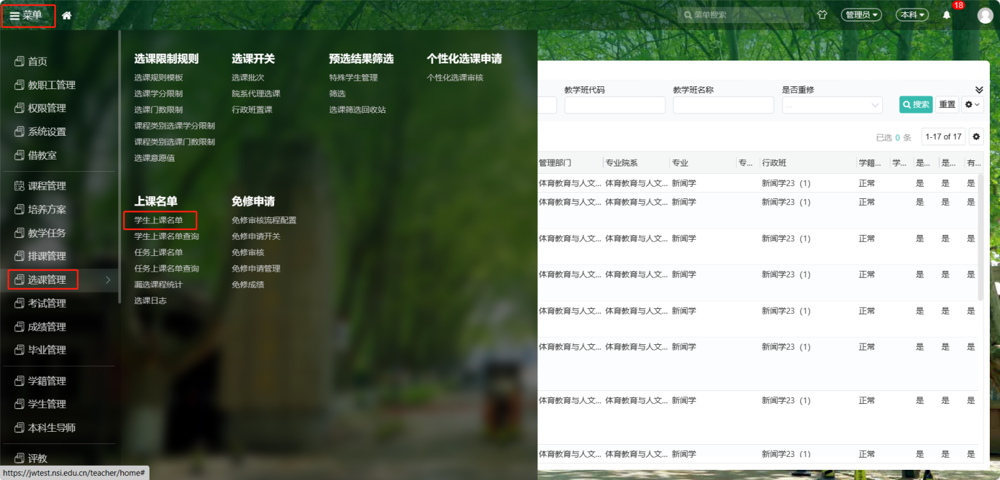 菜单
菜单搜索
管理员
本科
18
首页
教职工管理
权限管理
系统设置
借教室
课程管理
培养方案
教学任务
排课管理
选课管理
考试管理
成绩管理
毕业管理
学籍管理
学生管理
本科生导师
评教
https://jwtest.nsi.edu.cn/teacher/home#
选课限制规则
选课规则模板
选课学分限制
选课门数限制
课程类别选课学分限制
课程类别选课门数限制
选课意愿值
选课开关
选课批次
院系代理选课
行政班置课
预选结果筛选
特殊学生管理
筛选
选课筛选回收站
个性化选课申请
个性化选课审核
上课名单
学生上课名单
学生上课名单查询
任务上课名单
任务上课名单查询
漏选课程统计
选课日志
免修申请
免修审核流程配置
免修申请开关
免修审核
免修申请管理
免修成绩
教学班代码 教学班名称 是否重修
... 搜索 重置
已选 0 条 1-17 of 17
管理部门 专业院系 专业 专... 行政班 学籍... 学... 是... 是... 有...
体育教育与人文... 体育教育与人文... 新闻学 新闻学23（1） 正常 是 是 是
体育教育与人文... 体育教育与人文... 新闻学 新闻学23（1） 正常 是 是 是
体育教育与人文... 体育教育与人文... 新闻学 新闻学23（1） 正常 是 是 是
体育教育与人文... 体育教育与人文... 新闻学 新闻学23（1） 正常 是 是 是
体育教育与人文... 体育教育与人文... 新闻学 新闻学23（1） 正常 是 是 是
体育教育与人文... 体育教育与人文... 新闻学 新闻学23（1） 正常 是 是 是
体育教育与人文... 体育教育与人文... 新闻学 新闻学23（1） 正常 是 是 是
体育教育与人文... 体育教育与人文... 新闻学 新闻学23（1） 正常 是 是 是